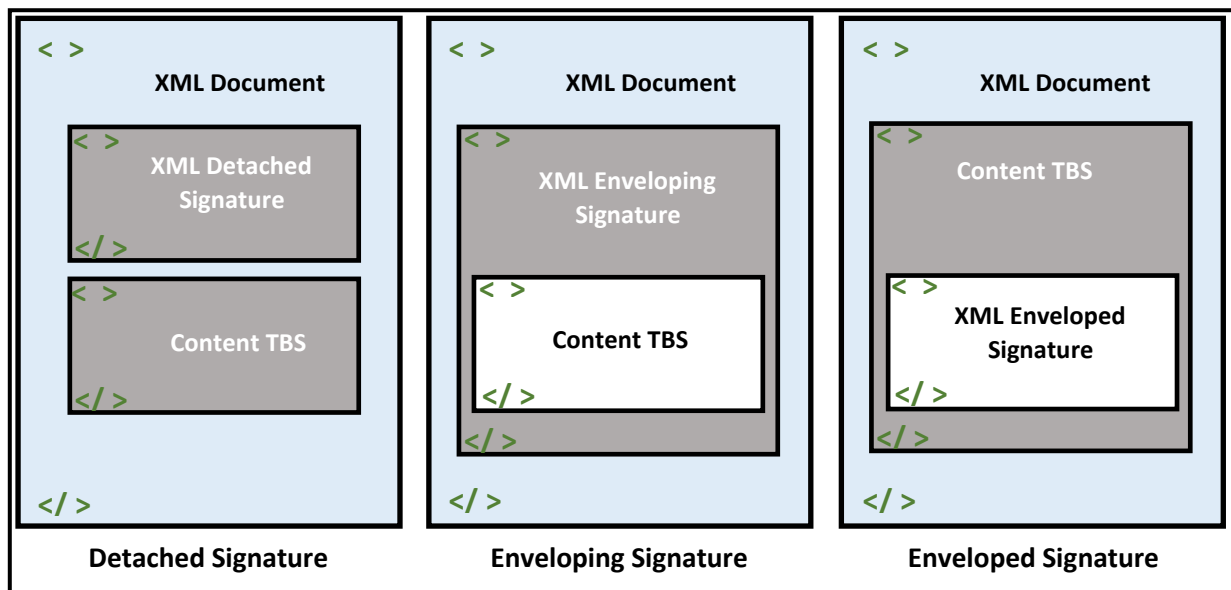 < >
XML Document
< >
XML Detached
Signature
</ >
< >
Content TBS
</ >
</ >
Detached Signature
< >
XML Document
< >
XML Enveloping
Signature
< >
Content TBS
</ >
</ >
</ >
Enveloping Signature
< >
XML Document
< >
Content TBS
< >
XML Enveloped
Signature
</ >
</ >
</ >
Enveloped Signature